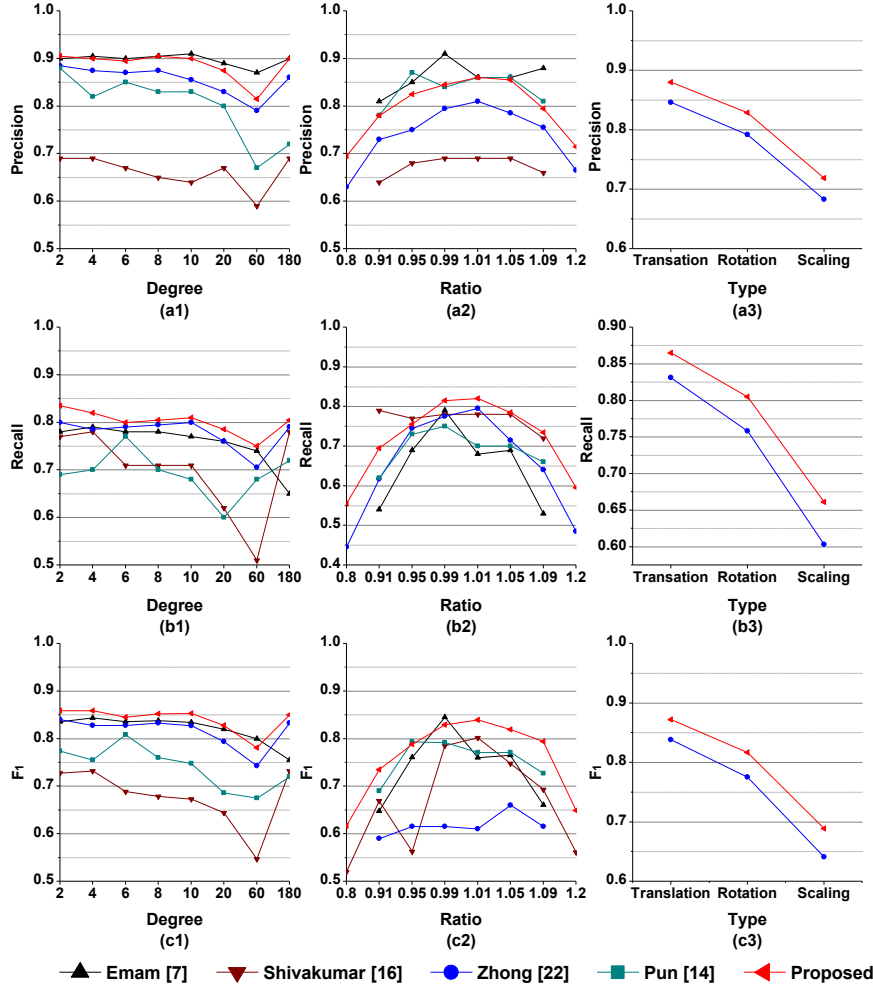 1.0
0.9
0.8
0.7
0.6
0.5
Precision
2 4 6 8 10 20 60 180
Degree
(a1)
1.0
0.9
0.8
0.7
0.6
0.5
Precision
0.8 0.91 0.95 0.99 1.01 1.05 1.09 1.2
Ratio
(a2)
1.0
0.9
0.8
0.7
0.6
Precision
Transation Rotation Scaling
Type
(a3)
1.0
0.9
0.8
0.7
0.6
0.5
Recall
2 4 6 8 10 20 60 180
Degree
(b1)
1.0
0.9
0.8
0.7
0.6
0.5
0.4
Recall
0.8 0.91 0.95 0.99 1.01 1.05 1.09 1.2
Ratio
(b2)
0.90
0.85
0.80
0.75
0.70
0.65
0.60
Recall
Transation Rotation Scaling
Type
(b3)
1.0
0.9
0.8
0.7
0.6
0.5
F1
2 4 6 8 10 20 60 180
Degree
(c1)
1.0
0.9
0.8
0.7
0.6
0.5
F1
0.8 0.91 0.95 0.99 1.01 1.05 1.09 1.2
Ratio
(c2)
1.0
0.9
0.8
0.7
0.6
F1
Translation Rotation Scaling
Type
(c3)
Emam [7] Shivakumar [16] Zhong [22] Pun [14] Proposed